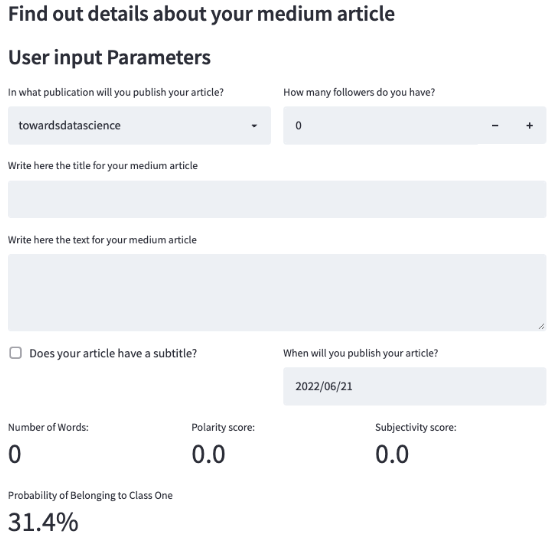 Find out details about your medium article
User input Parameters
In what publication will you publish your article? How many followers do you have?
towardsdatascience 0 − +
Write here the title for your medium article
Write here the text for your medium article
Does your article have a subtitle? When will you publish your article?
2022/06/21
Number of Words: Polarity score: Subjectivity score:
0 0.0 0.0
Probability of Belonging to Class One
31.4%